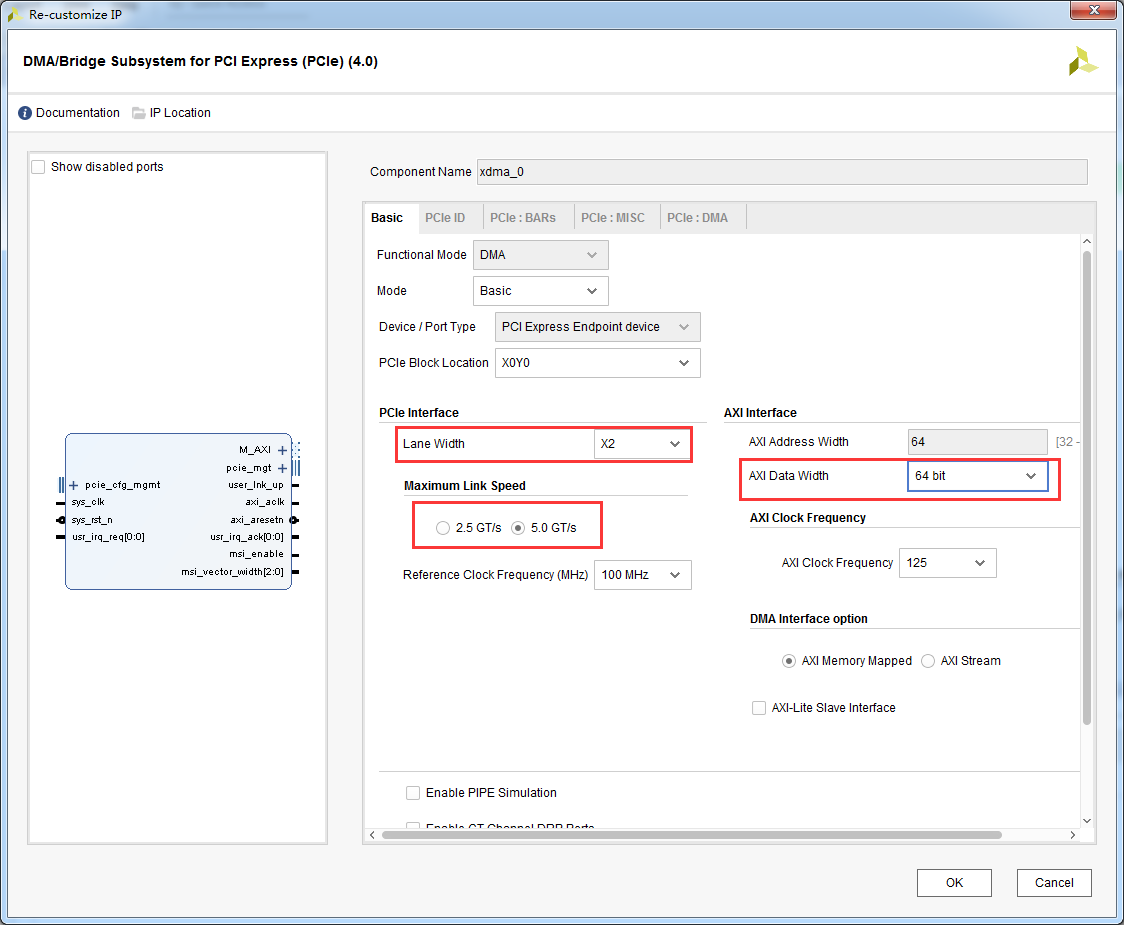 Re-customize IP
DMA/Bridge Subsystem for PCI Express (PCIe) (4.0)
Documentation IP Location
Show disabled ports
M_AXI
pcie_mgt
pcie_cfg_mgmt user_lnk_up
sys_clk axi_aclk
sys_rst_n axi_aresetn
usr_irq_req[0:0] usr_irq_ack[0:0]
msi_enable
msi_vector_width[2:0]
Component Name xdma_0
Basic PCIe ID PCIe : BARs PCIe : MISC PCIe : DMA
Functional Mode DMA
Mode Basic
Device / Port Type PCI Express Endpoint device
PCIe Block Location X0Y0
PCIe Interface
Lane Width X2
Maximum Link Speed
2.5 GT/s 5.0 GT/s
Reference Clock Frequency (MHz) 100 MHz
AXI Interface
AXI Address Width 64 [32 -
AXI Data Width 64 bit
AXI Clock Frequency
AXI Clock Frequency 125
DMA Interface option
AXI Memory Mapped AXI Stream
AXI-Lite Slave Interface
Enable PIPE Simulation
Enable GT Channel DRP Ports
OK Cancel